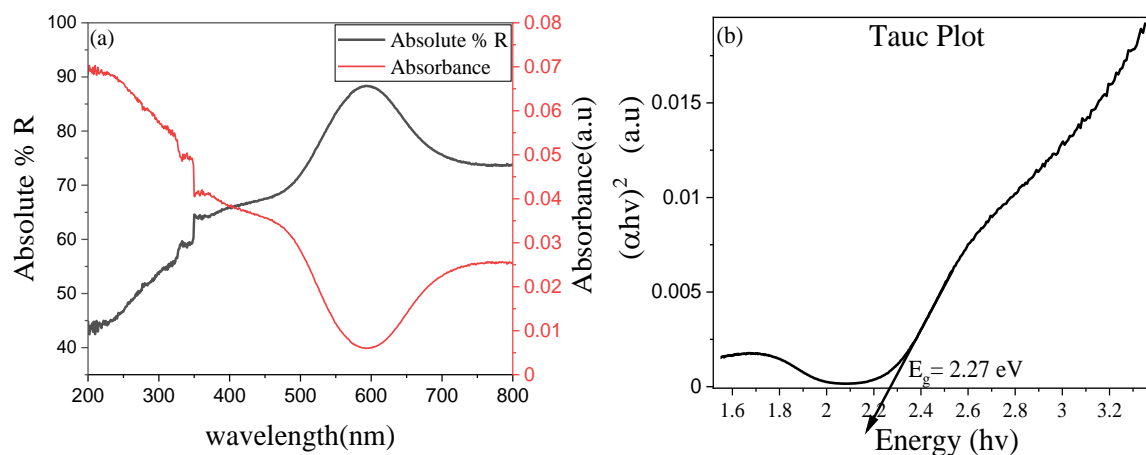 (a)
Absolute % R
Absorbance
100
90
80
70
60
50
40
Absolute % R
0.08
0.07
0.06
0.05
0.04
0.03
0.02
0.01
0
Absorbance(a.u)
200 300 400 500 600 700 800
wavelength(nm)
(b)
Tauc Plot
0.015
0.01
0.005
0
(αhv)² (a.u)
E_g= 2.27 eV
1.6 1.8 2 2.2 2.4 2.6 2.8 3 3.2
Energy (hv)